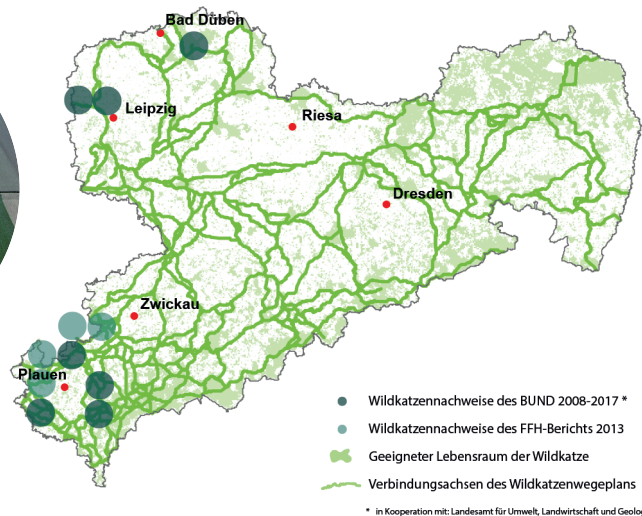 Bad Düben
Leipzig
Riesa
Dresden
Zwickau
Plauen
Wildkatzennachweise des BUND 2008-2017 *
Wildkatzennachweise des FFH-Berichts 2013
Geeigneter Lebensraum der Wildkatze
Verbindungsachsen des Wildkatzenwegeplans
* in Kooperation mit: Landesamt für Umwelt, Landwirtschaft und